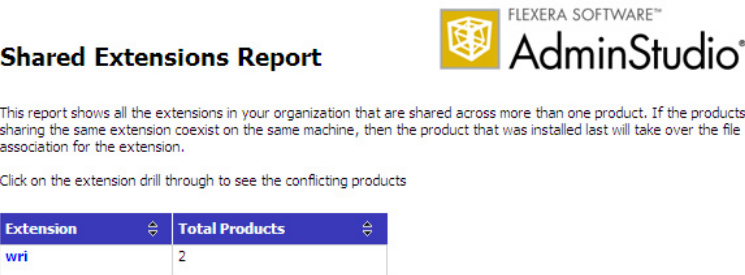 FLEXERA SOFTWARE™
AdminStudio®
Shared Extensions Report
This report shows all the extensions in your organization that are shared across more than one product. If the products
sharing the same extension coexist on the same machine, then the product that was installed last will take over the file
association for the extension.
Click on the extension drill through to see the conflicting products
Extension Total Products
wri 2